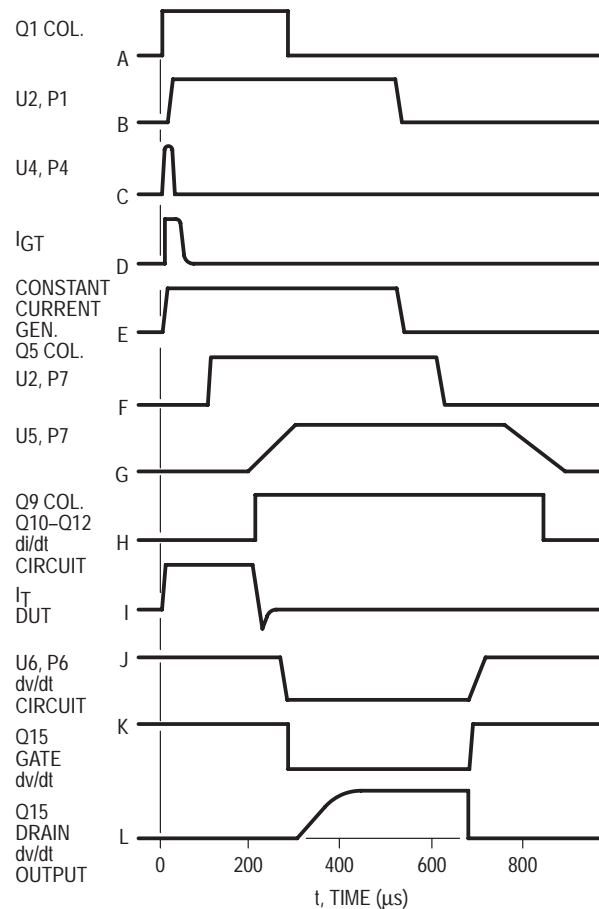 Q1 COL.
A
U2, P1
B
U4, P4
C
IGT
D
CONSTANT
CURRENT
GEN.
E
Q5 COL.
U2, P7
F
U5, P7
G
Q9 COL.
Q10–Q12
di/dt
CIRCUIT
H
IT
DUT
I
U6, P6
dv/dt
CIRCUIT
J
Q15
GATE
dv/dt
K
Q15
DRAIN
dv/dt
OUTPUT
L
0 200 400 600 800
t, TIME (µs)